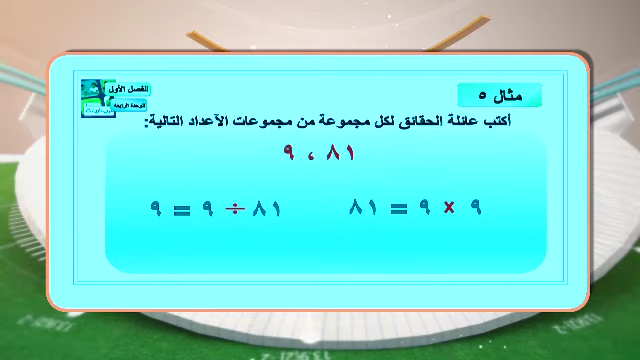 الفصل الأول
الوحدة الرابعة
مثال ٥
أكتب عائلة الحقائق لكل مجموعة من مجموعات الأعداد التالية:
٨١ ، ٩
٩ × ٩ = ٨١
٨١ ÷ ٩ = ٩